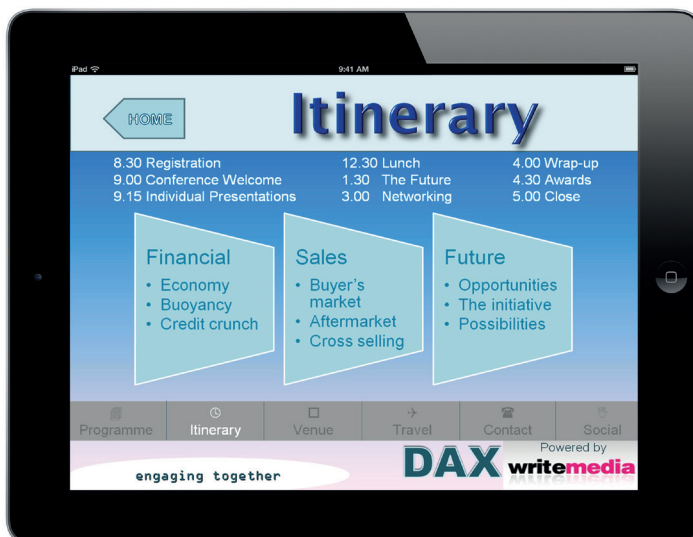 iPad
9:41 AM
HOME
Itinerary
8.30 Registration
9.00 Conference Welcome
9.15 Individual Presentations
12.30 Lunch
1.30 The Future
3.00 Networking
4.00 Wrap-up
4.30 Awards
5.00 Close
Financial
• Economy
• Buoyancy
• Credit crunch
Sales
• Buyer's
market
• Aftermarket
• Cross selling
Future
• Opportunities
• The initiative
• Possibilities
Programme
Itinerary
Venue
Travel
Contact
Social
engaging together
DAX
Powered by
writemedia